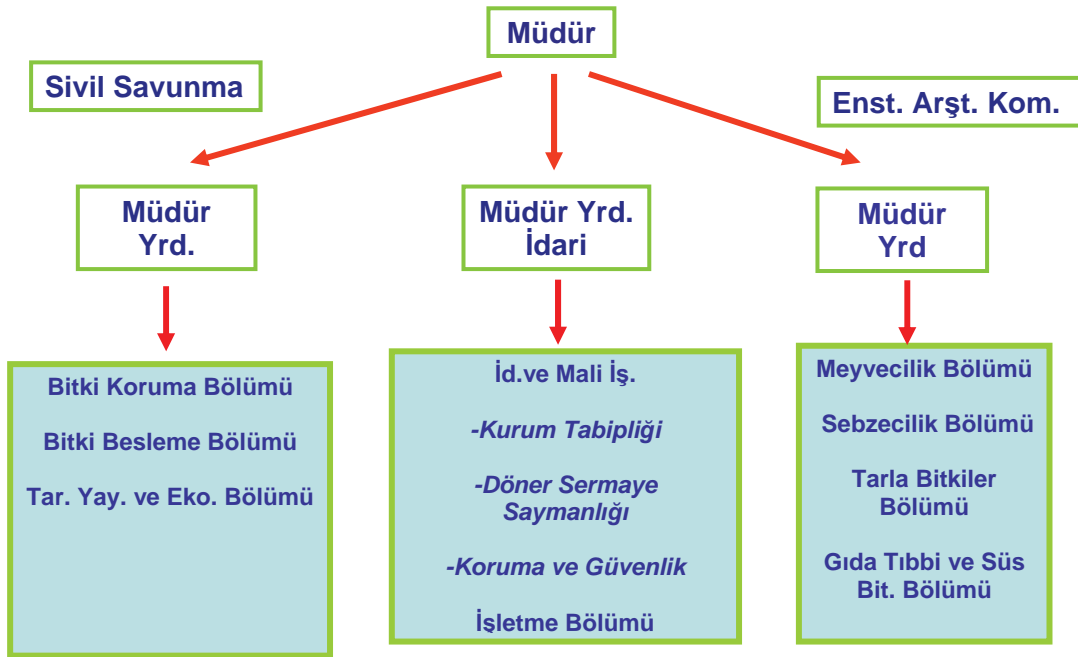 Müdür
Sivil Savunma
Enst. Arşt. Kom.
Müdür
Yrd.
Müdür Yrd.
İdari
Müdür
Yrd
Bitki Koruma Bölümü
Bitki Besleme Bölümü
Tar. Yay. ve Eko. Bölümü
İd.ve Mali İş.
-Kurum Tabipliği
-Döner Sermaye
Saymanlığı
-Koruma ve Güvenlik
İşletme Bölümü
Meyvecilik Bölümü
Sebzecilik Bölümü
Tarla Bitkiler
Bölümü
Gıda Tıbbi ve Süs
Bit. Bölümü